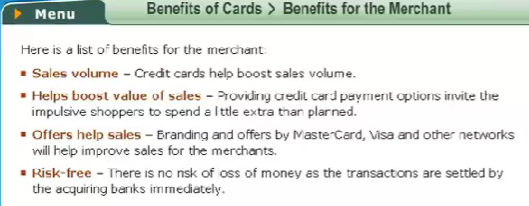 Menu
Benefits of Cards > Benefits for the Merchant
Here is a list of benefits for the merchant:
▪ Sales volume – Credit cards help boost sales volume.
▪ Helps boost value of sales – Providing credit card payment options invite the
impulsive shoppers to spend a little extra than planned.
▪ Offers help sales – Branding and offers by MasterCard, Visa and other networks
will help improve sales for the merchants.
▪ Risk-free – There is no risk of loss of money as the transactions are settled by
the acquiring banks immediately.